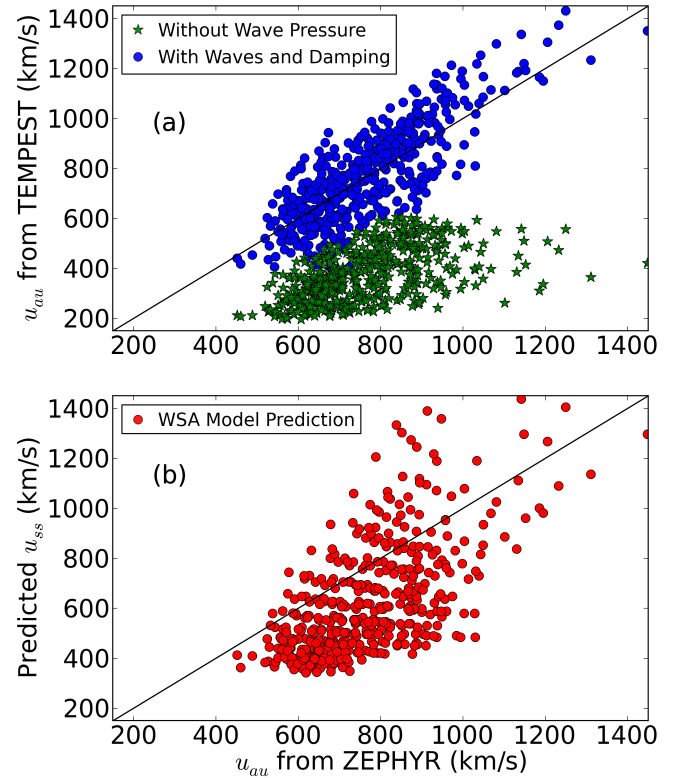 Without Wave Pressure
With Waves and Damping
(a)
u_au from TEMPEST (km/s)
1400
1200
1000
800
600
400
200
200 400 600 800 1000 1200 1400
WSA Model Prediction
(b)
Predicted u_ss (km/s)
1400
1200
1000
800
600
400
200
200 400 600 800 1000 1200 1400
u_au from ZEPHYR (km/s)